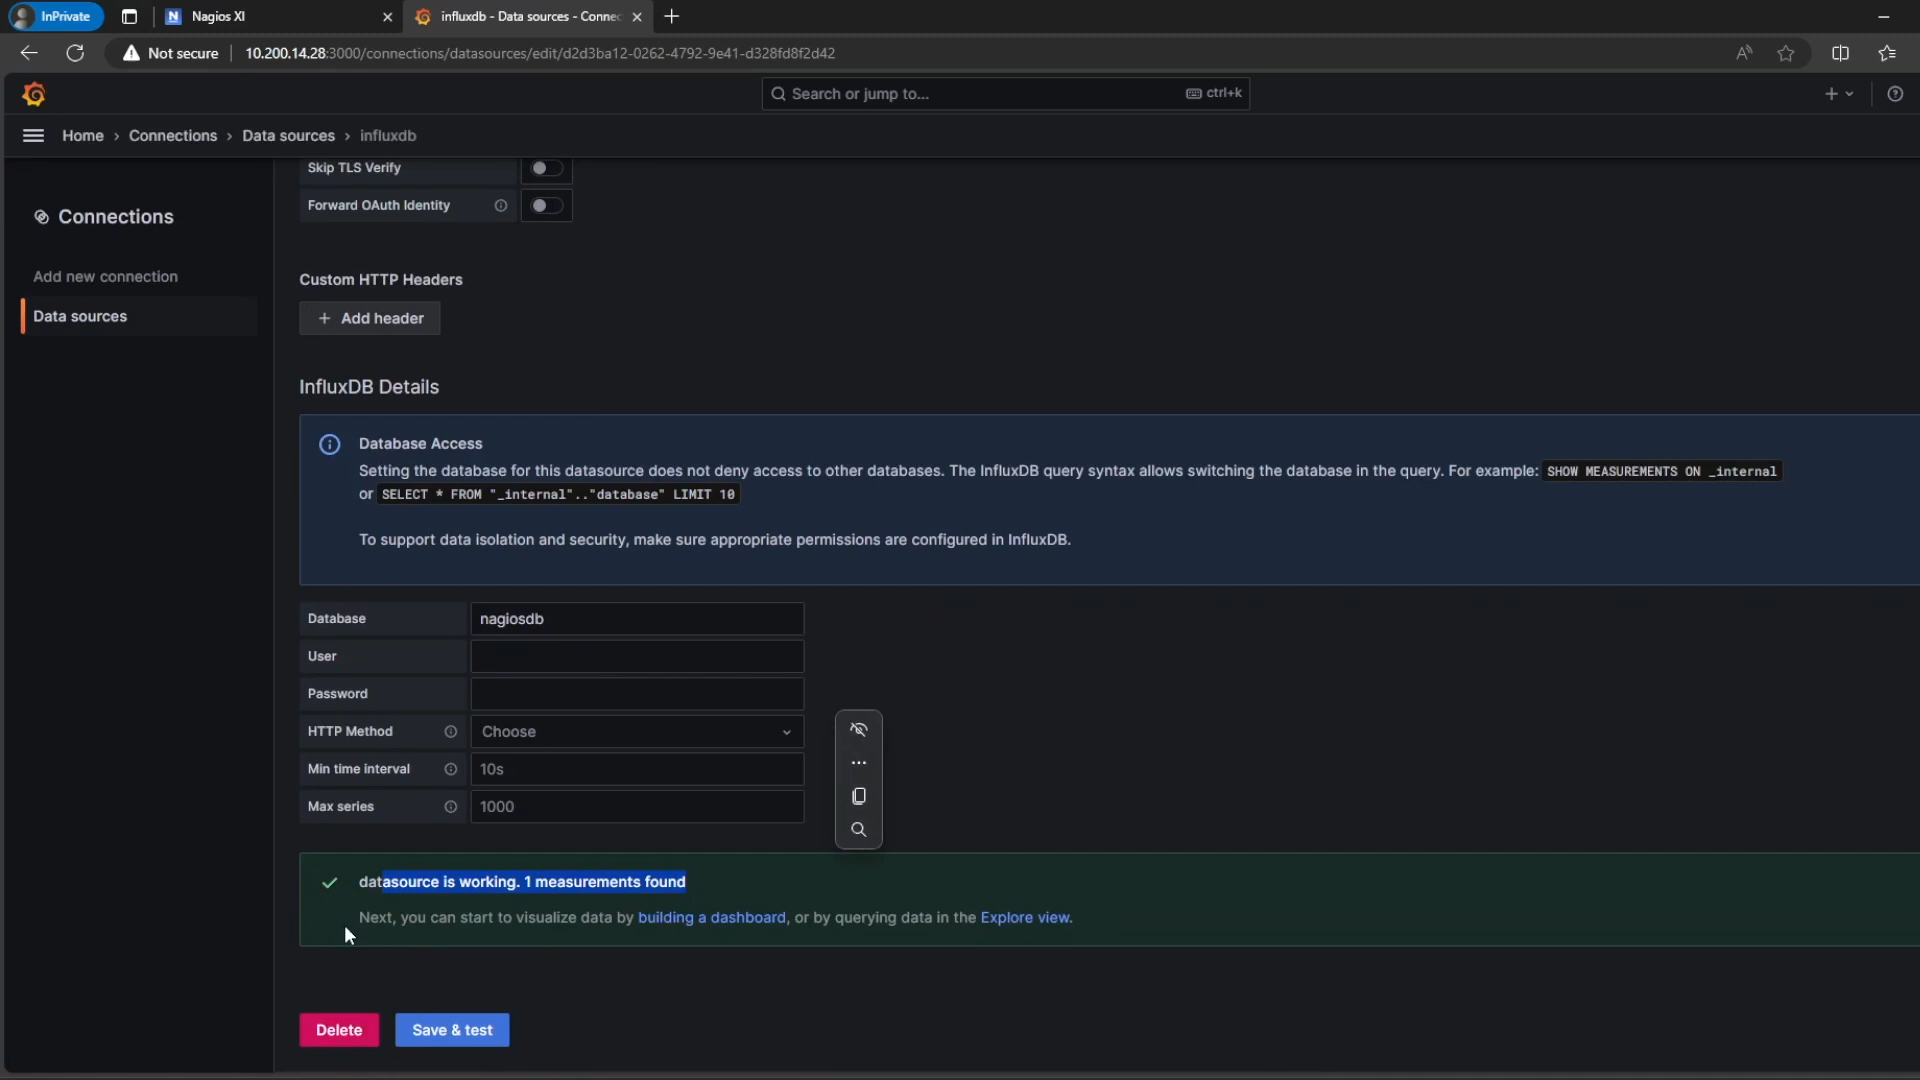 InPrivate
Nagios XI
influxdb - Data sources - Connec
Not secure
10.200.14.28:3000/connections/datasources/edit/d2d3ba12-0262-4792-9e41-d328fd8f2d42
Search or jump to...
ctrl+k
Home › Connections › Data sources › influxdb
Connections
Add new connection
Data sources
Skip TLS Verify
Forward OAuth Identity
Custom HTTP Headers
+ Add header
InfluxDB Details
Database Access
Setting the database for this datasource does not deny access to other databases. The InfluxDB query syntax allows switching the database in the query. For example: SHOW MEASUREMENTS ON _internal
or SELECT * FROM "_internal".."database" LIMIT 10
To support data isolation and security, make sure appropriate permissions are configured in InfluxDB.
Database nagiosdb
User
Password
HTTP Method Choose
Min time interval 10s
Max series 1000
datasource is working. 1 measurements found
Next, you can start to visualize data by building a dashboard, or by querying data in the Explore view.
Delete
Save & test